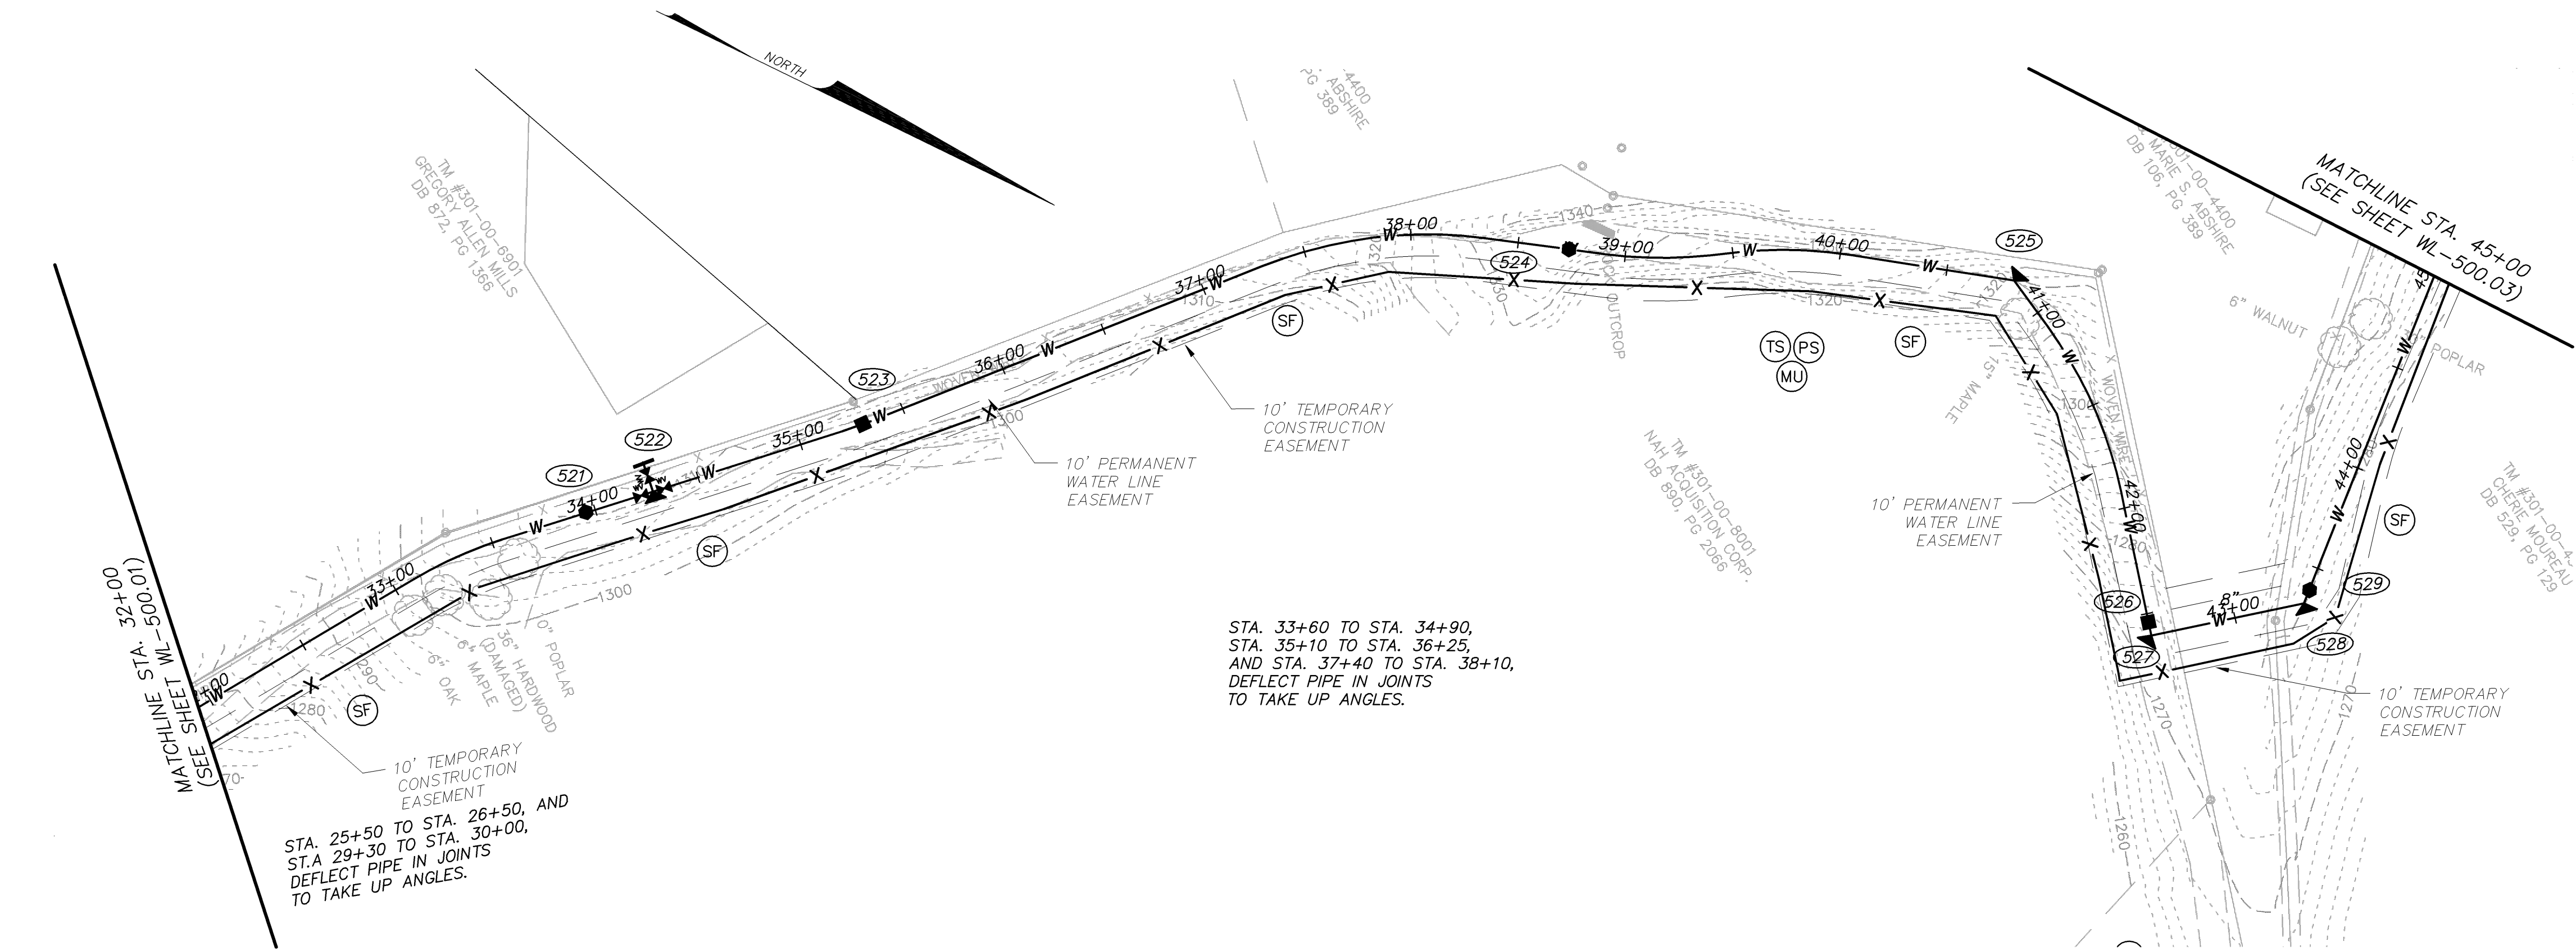 NORTH
MATCHLINE STA. 32+00
(SEE SHEET WL-500.01)
TM #301-00-6901
GREGORY ALLEN MILLS
DB 872, PG 1366
4400
ABSHIRE
PG 389
MARIE S. ABSHIRE
DB 106, PG 389
MATCHLINE STA. 45+00
(SEE SHEET WL-500.03)
33+00
34+00
35+00
36+00
37+00
38+00
39+00
40+00
41+00
42+00
43+00
44+00
8"
521
522
523
524
525
526
527
528
529
W
X
SF
SF
SF
SF
SF
TS
PS
MU
1280
1290
1300
1310
1300
1310
1320
1340
1320
1320
1300
1280
1270
1260
1270
6" OAK
6" MAPLE
36" HARDWOOD
(DAMAGED)
10" POPLAR
15" MAPLE
6" WALNUT
POPLAR
OUTCROP
WOVEN WIRE
10' TEMPORARY
CONSTRUCTION
EASEMENT
10' PERMANENT
WATER LINE
EASEMENT
10' TEMPORARY
CONSTRUCTION
EASEMENT
10' PERMANENT
WATER LINE
EASEMENT
10' TEMPORARY
CONSTRUCTION
EASEMENT
TM #301-00-8001
NAH ACQUISITION CORP.
DB 890, PG 2066
CHERIE MOUREAU
DB 529, PG 129
STA. 25+50 TO STA. 26+50, AND
ST.A 29+30 TO STA. 30+00,
DEFLECT PIPE IN JOINTS
TO TAKE UP ANGLES.
STA. 33+60 TO STA. 34+90,
STA. 35+10 TO STA. 36+25,
AND STA. 37+40 TO STA. 38+10,
DEFLECT PIPE IN JOINTS
TO TAKE UP ANGLES.